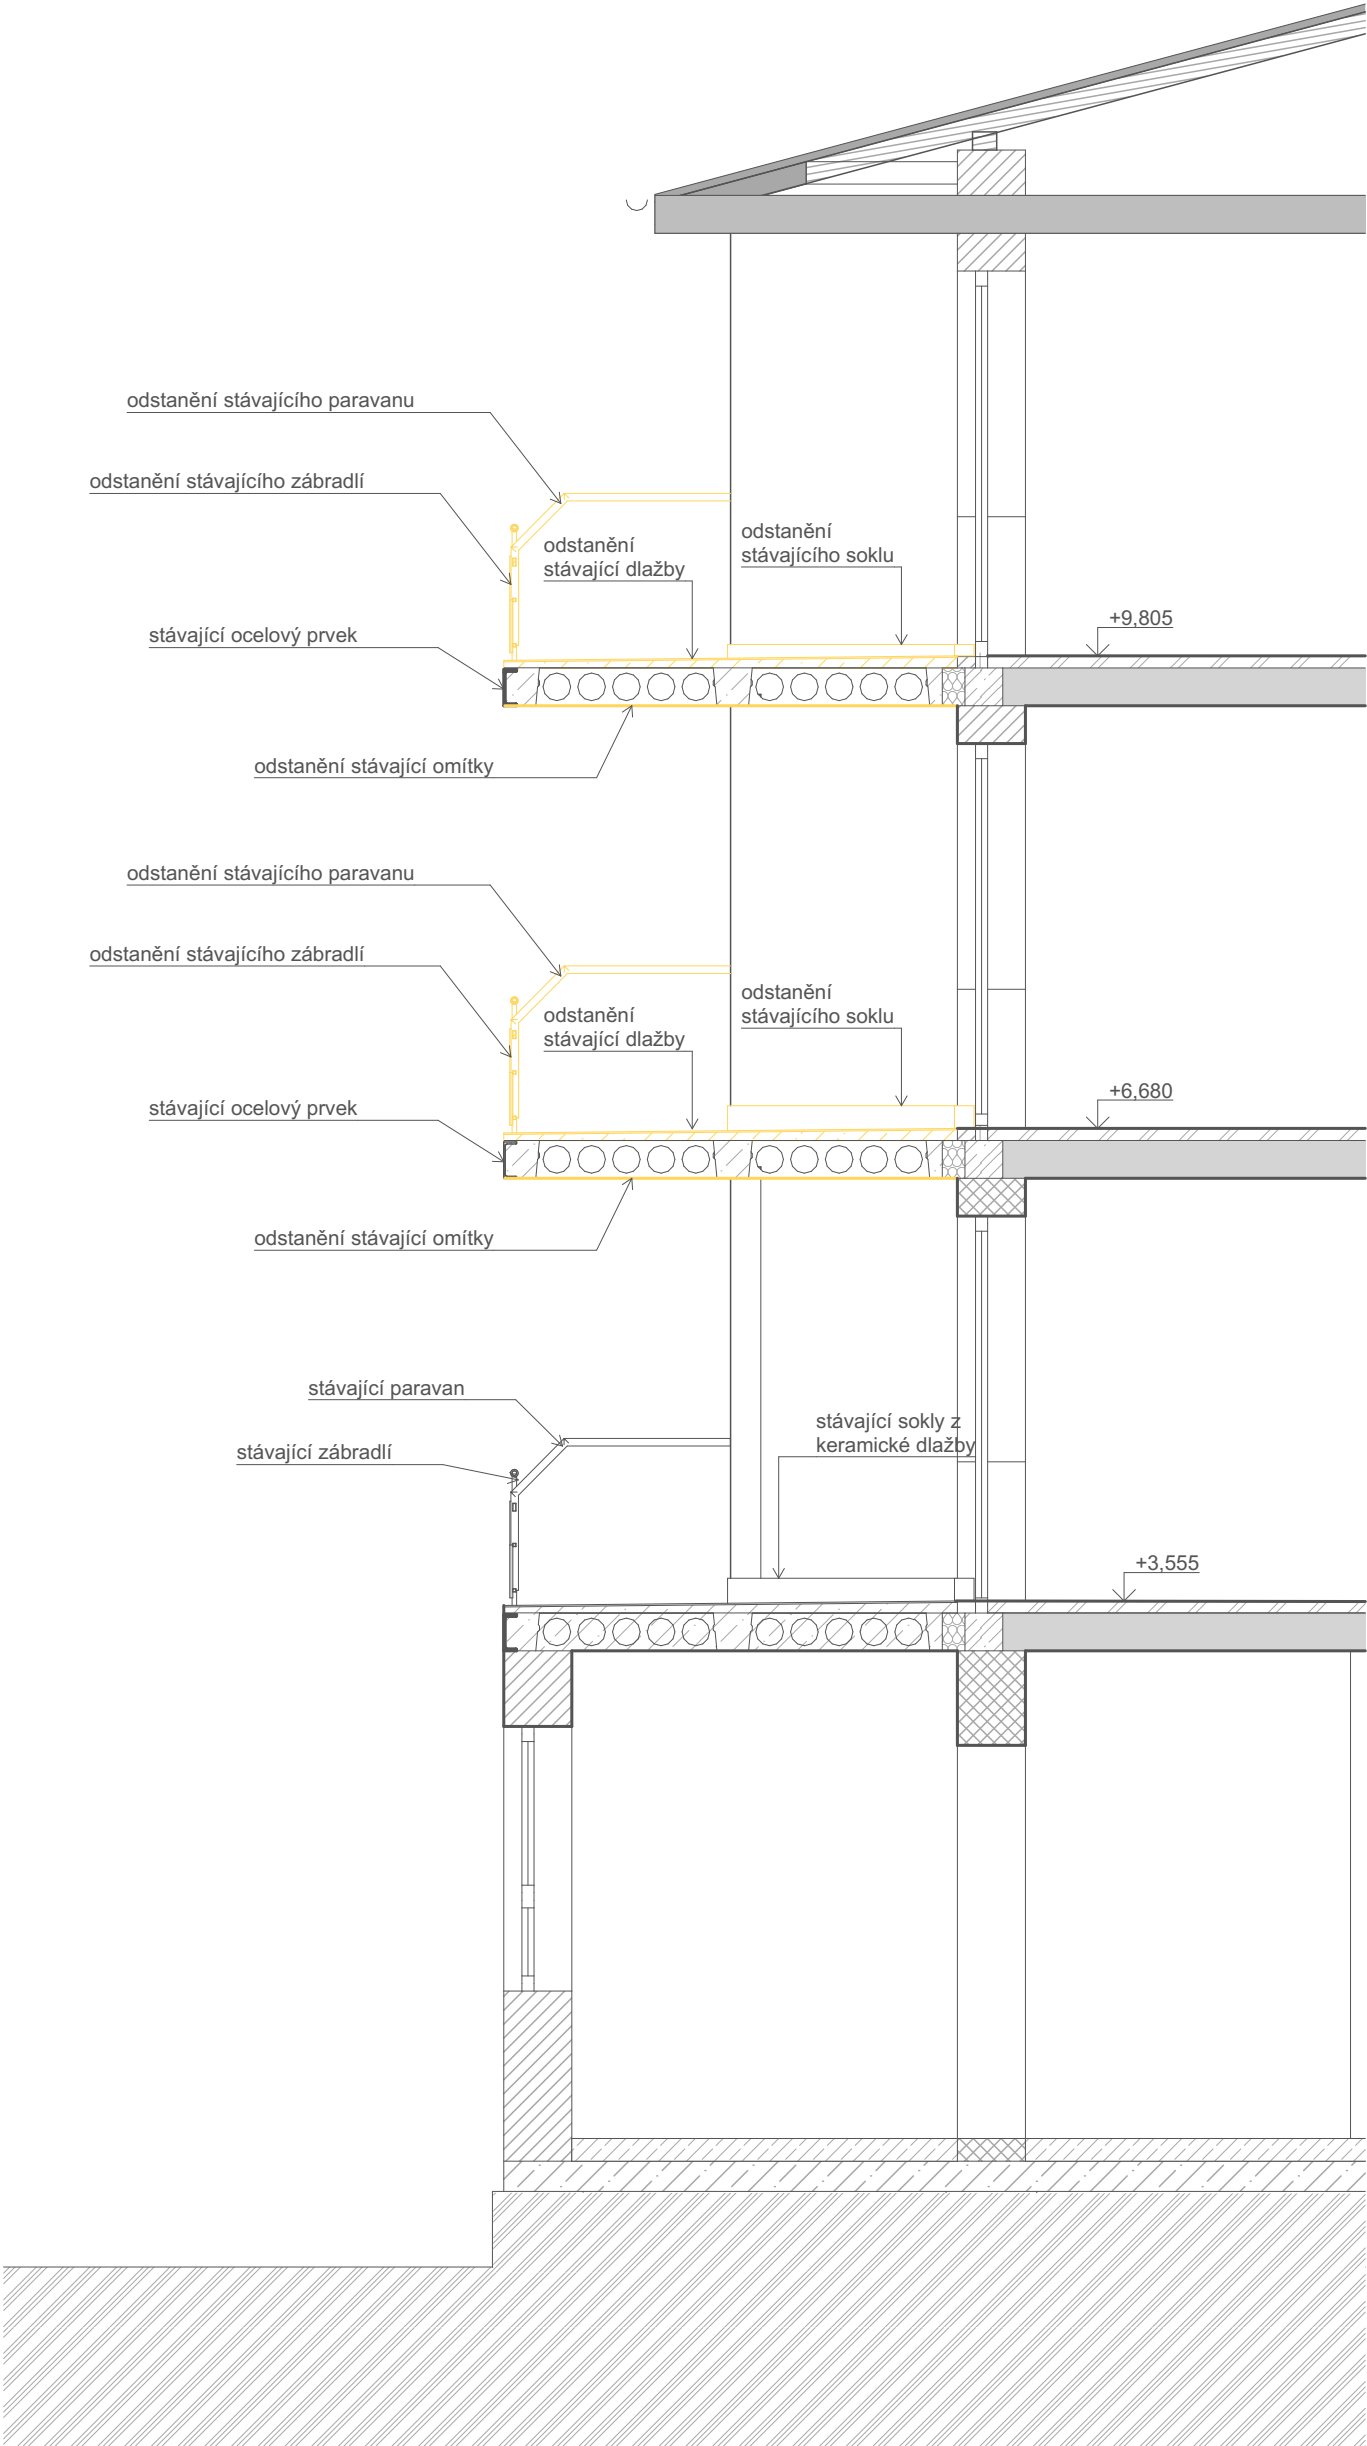 odstanění stávajícího paravanu
odstanění stávajícího zábradlí
odstanění
stávající dlažby
odstanění
stávajícího soklu
+9,805
stávající ocelový prvek
odstanění stávající omítky
odstanění stávajícího paravanu
odstanění stávajícího zábradlí
odstanění
stávající dlažby
odstanění
stávajícího soklu
+6,680
stávající ocelový prvek
odstanění stávající omítky
stávající paravan
stávající zábradlí
stávající sokly z
keramické dlažby
+3,555